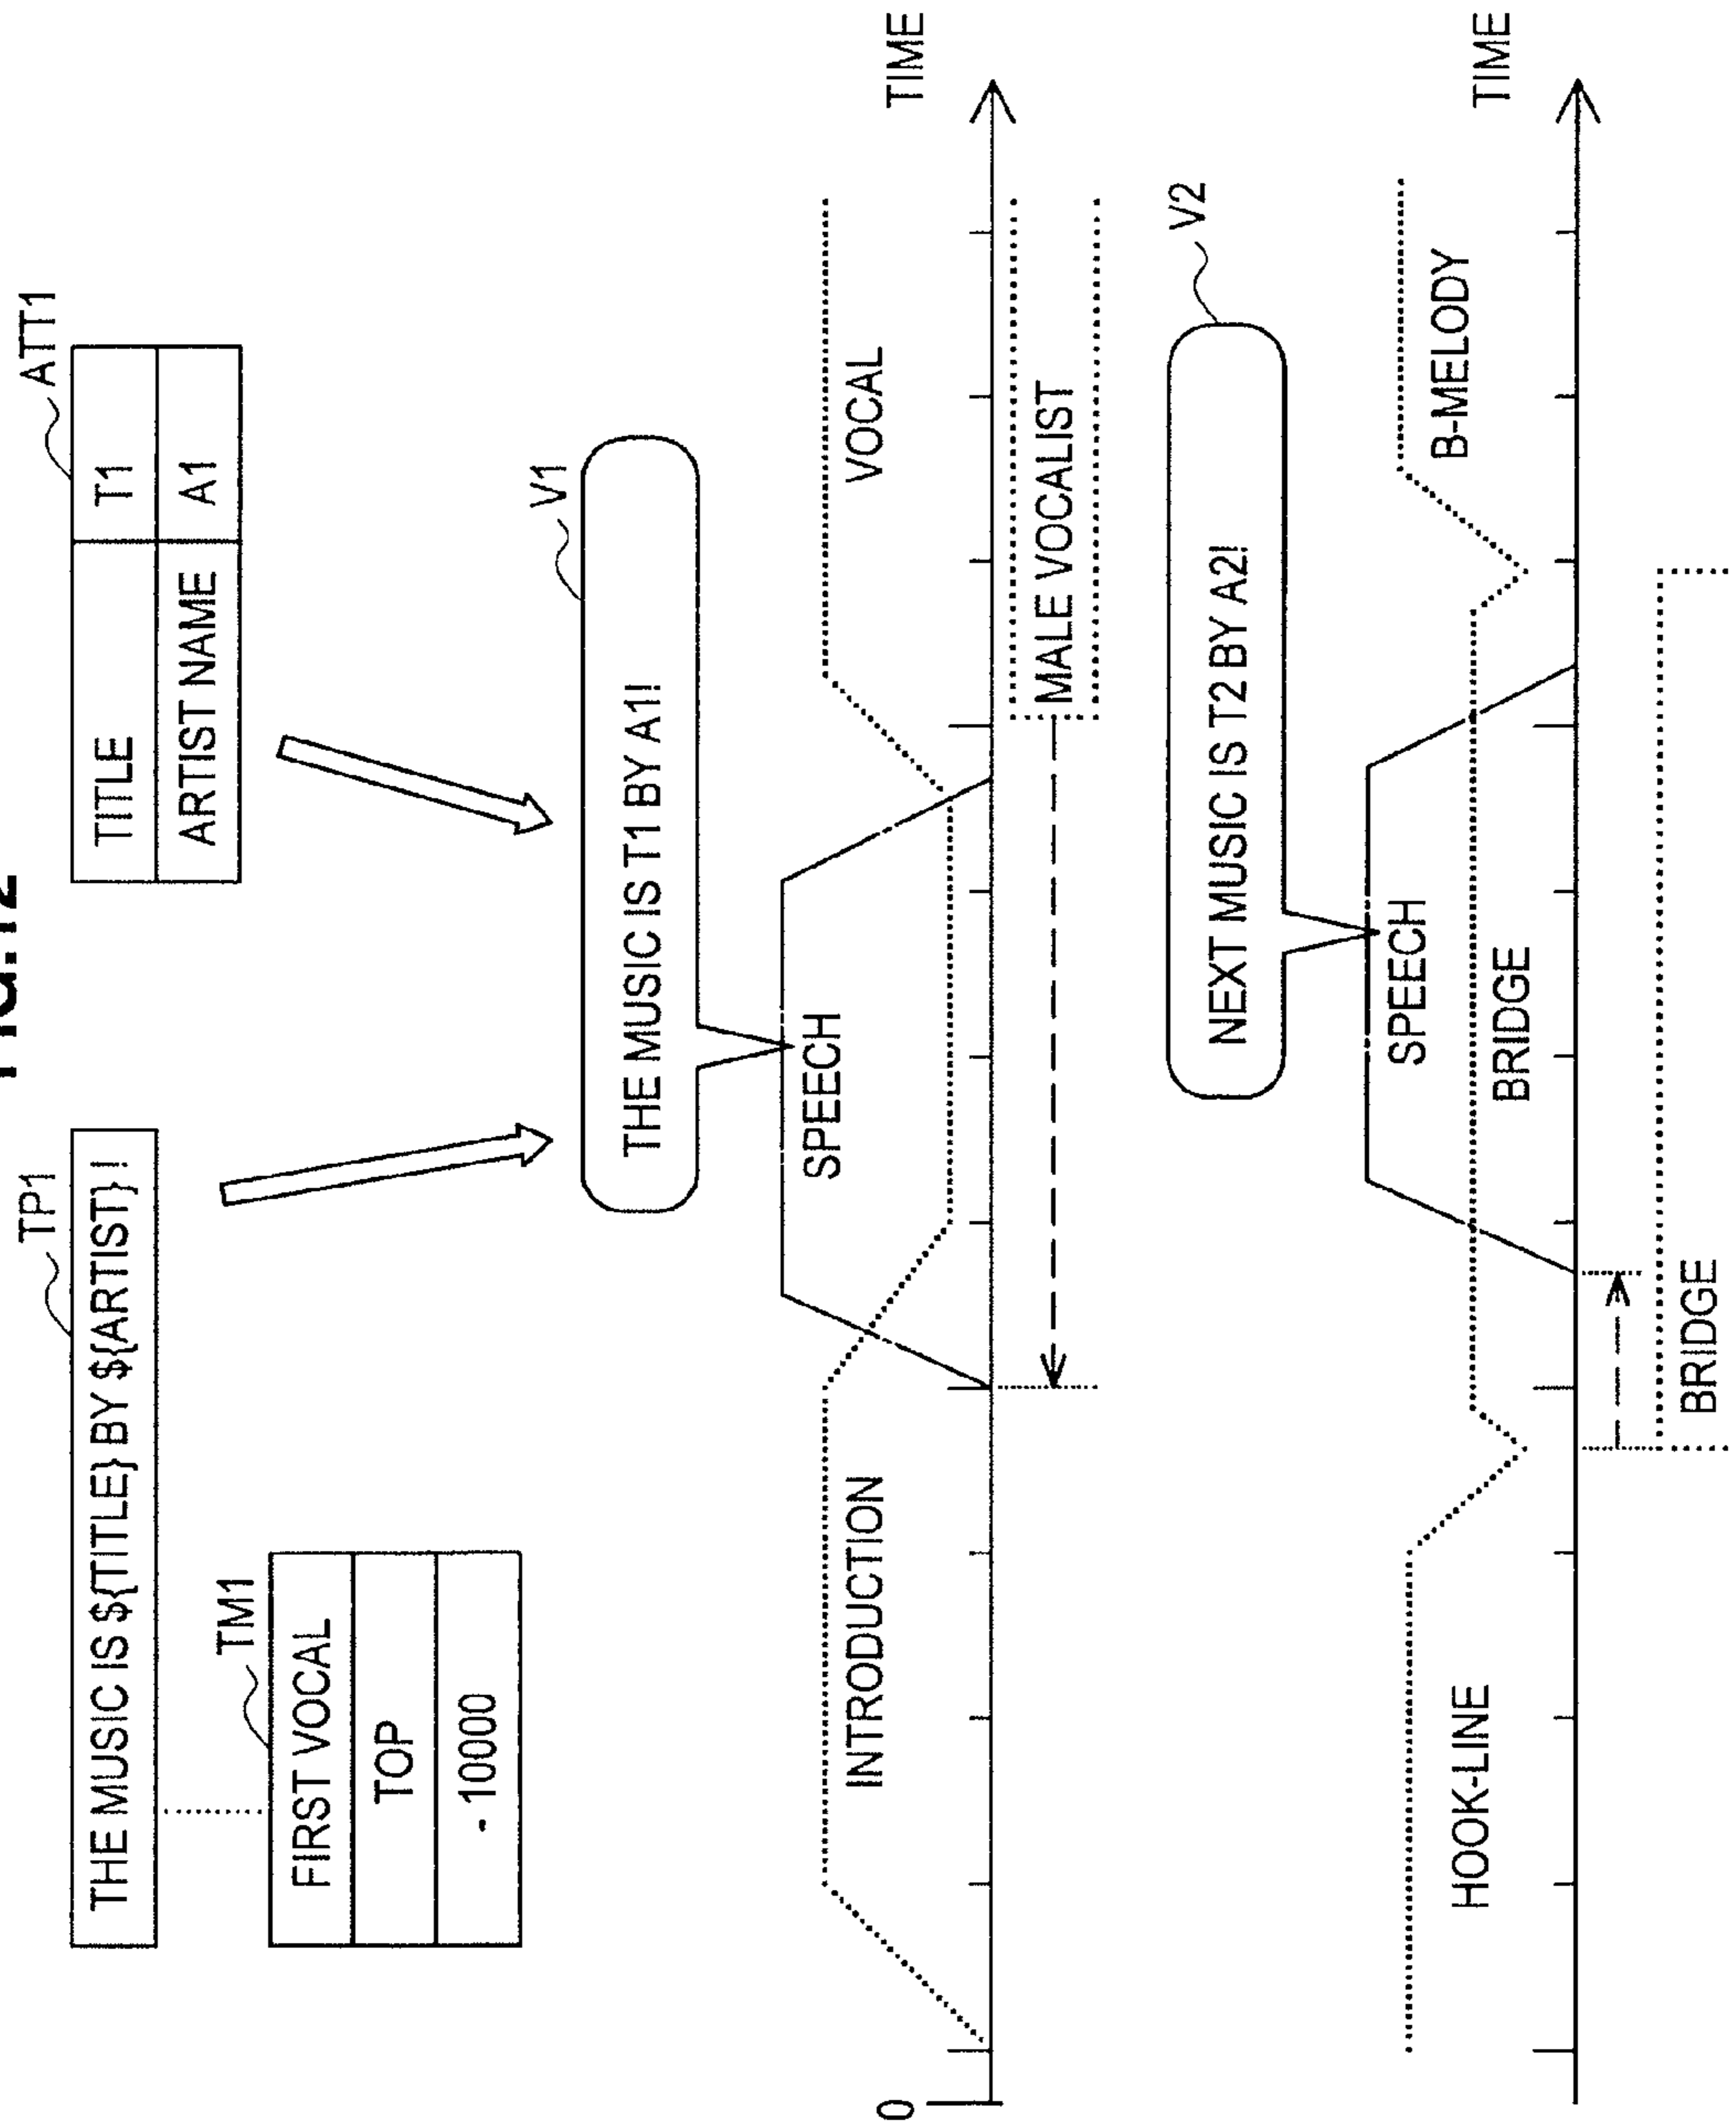 FIG.12
TP1
THE MUSIC IS ${TITLE} BY ${ARTIST} !
ATT1
TITLE T1
ARTIST NAME A1
TM1
FIRST VOCAL
TOP
- 10000
V1
THE MUSIC IS T1 BY A1!
SPEECH
INTRODUCTION
VOCAL
0
TIME
MALE VOCALIST
V2
NEXT MUSIC IS T2 BY A2!
SPEECH
HOOK-LINE
BRIDGE
B-MELODY
TIME
BRIDGE